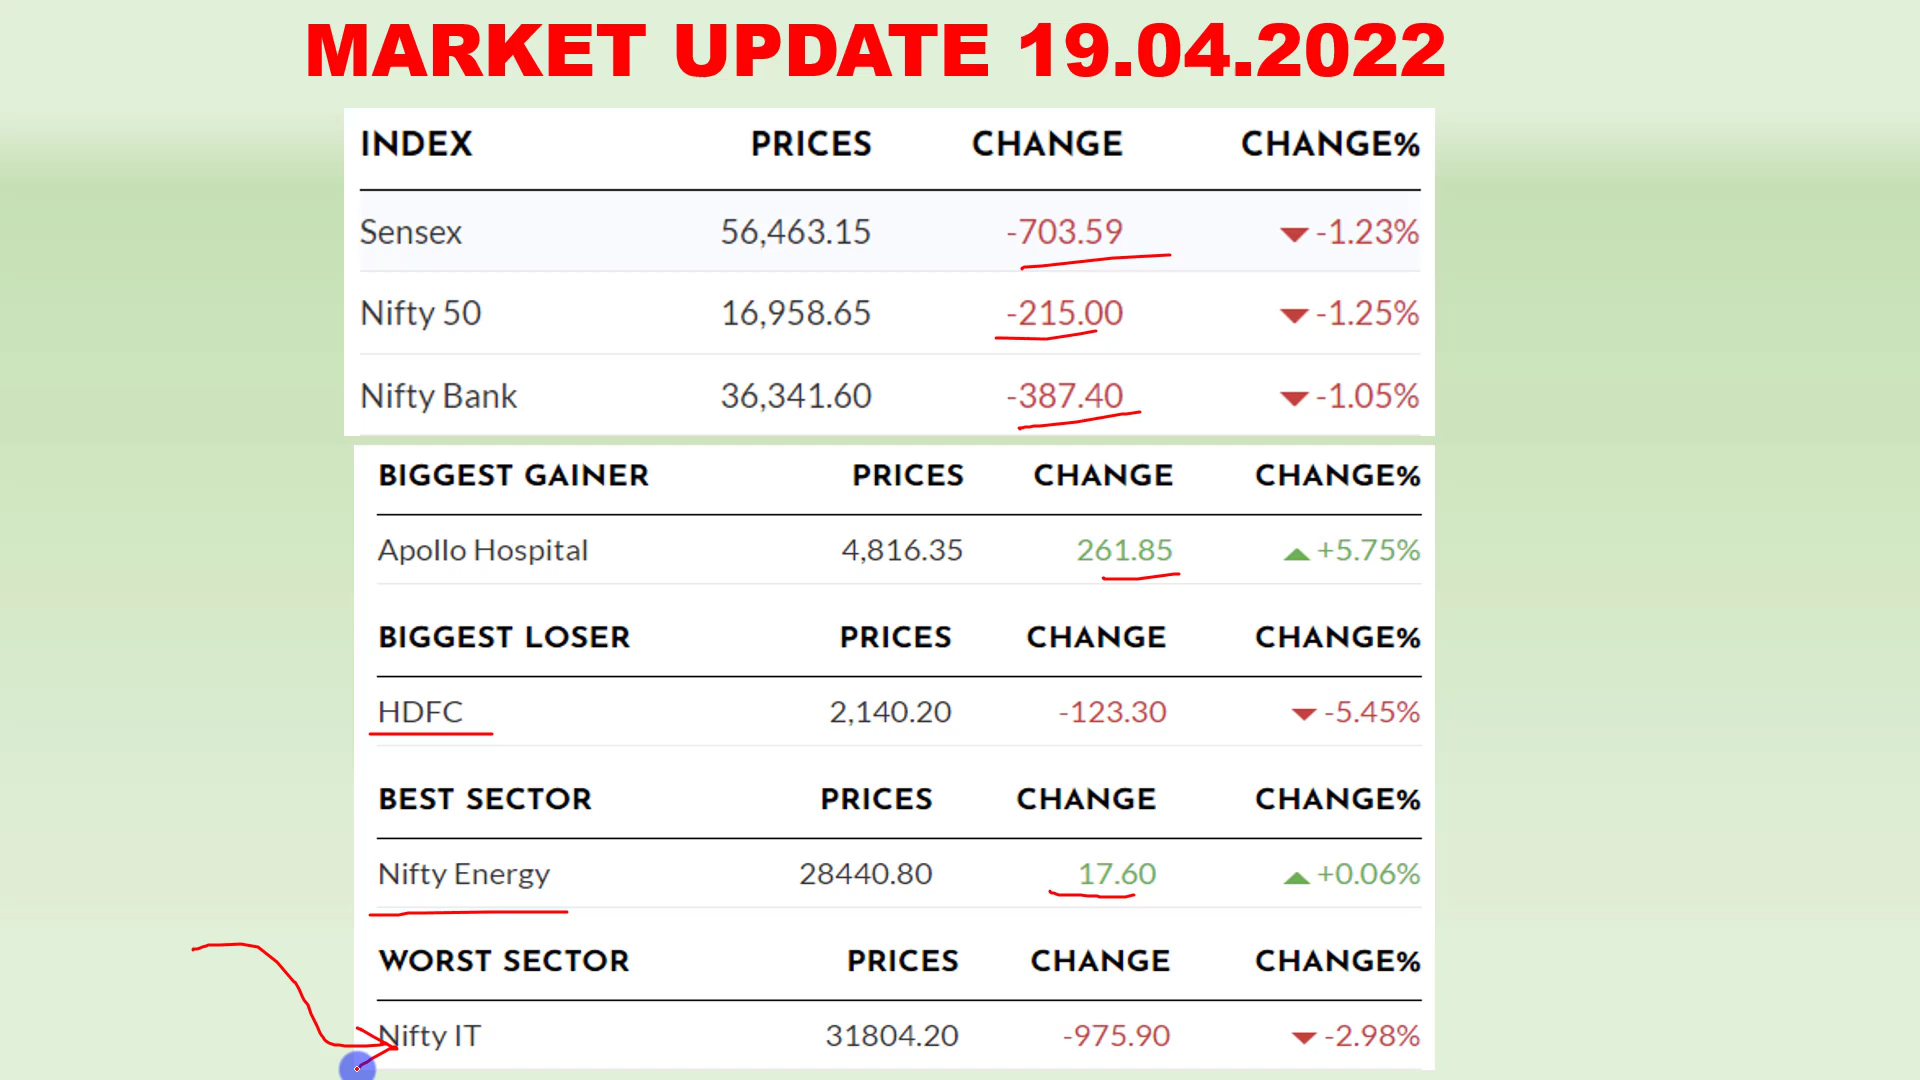 MARKET UPDATE 19.04.2022
INDEX PRICES CHANGE CHANGE%
Sensex 56,463.15 -703.59 -1.23%
Nifty 50 16,958.65 -215.00 -1.25%
Nifty Bank 36,341.60 -387.40 -1.05%
BIGGEST GAINER PRICES CHANGE CHANGE%
Apollo Hospital 4,816.35 261.85 +5.75%
BIGGEST LOSER PRICES CHANGE CHANGE%
HDFC 2,140.20 -123.30 -5.45%
BEST SECTOR PRICES CHANGE CHANGE%
Nifty Energy 28440.80 17.60 +0.06%
WORST SECTOR PRICES CHANGE CHANGE%
Nifty IT 31804.20 -975.90 -2.98%